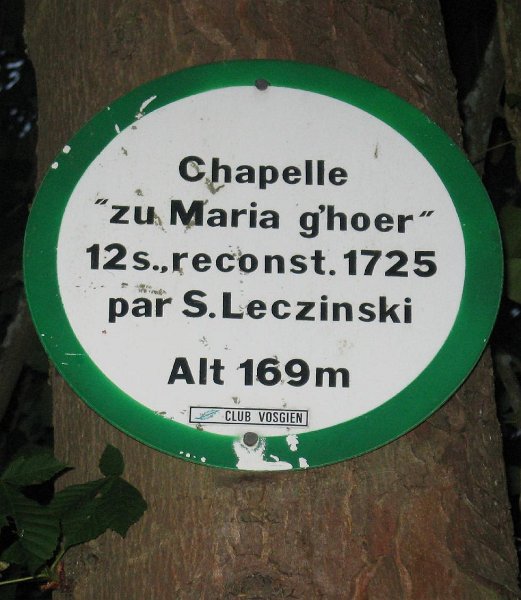 Chapelle
"zu Maria g'hoer"
12s.,reconst.1725
par S.Leczinski
Alt 169m
CLUB VOSGIEN